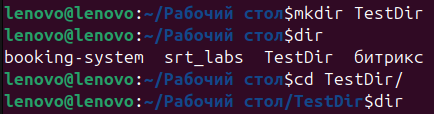 lenovo@lenovo:~/Рабочий стол$mkdir TestDir
lenovo@lenovo:~/Рабочий стол$dir
booking-system  srt_labs  TestDir  битрикс
lenovo@lenovo:~/Рабочий стол$cd TestDir/
lenovo@lenovo:~/Рабочий стол/TestDir$dir